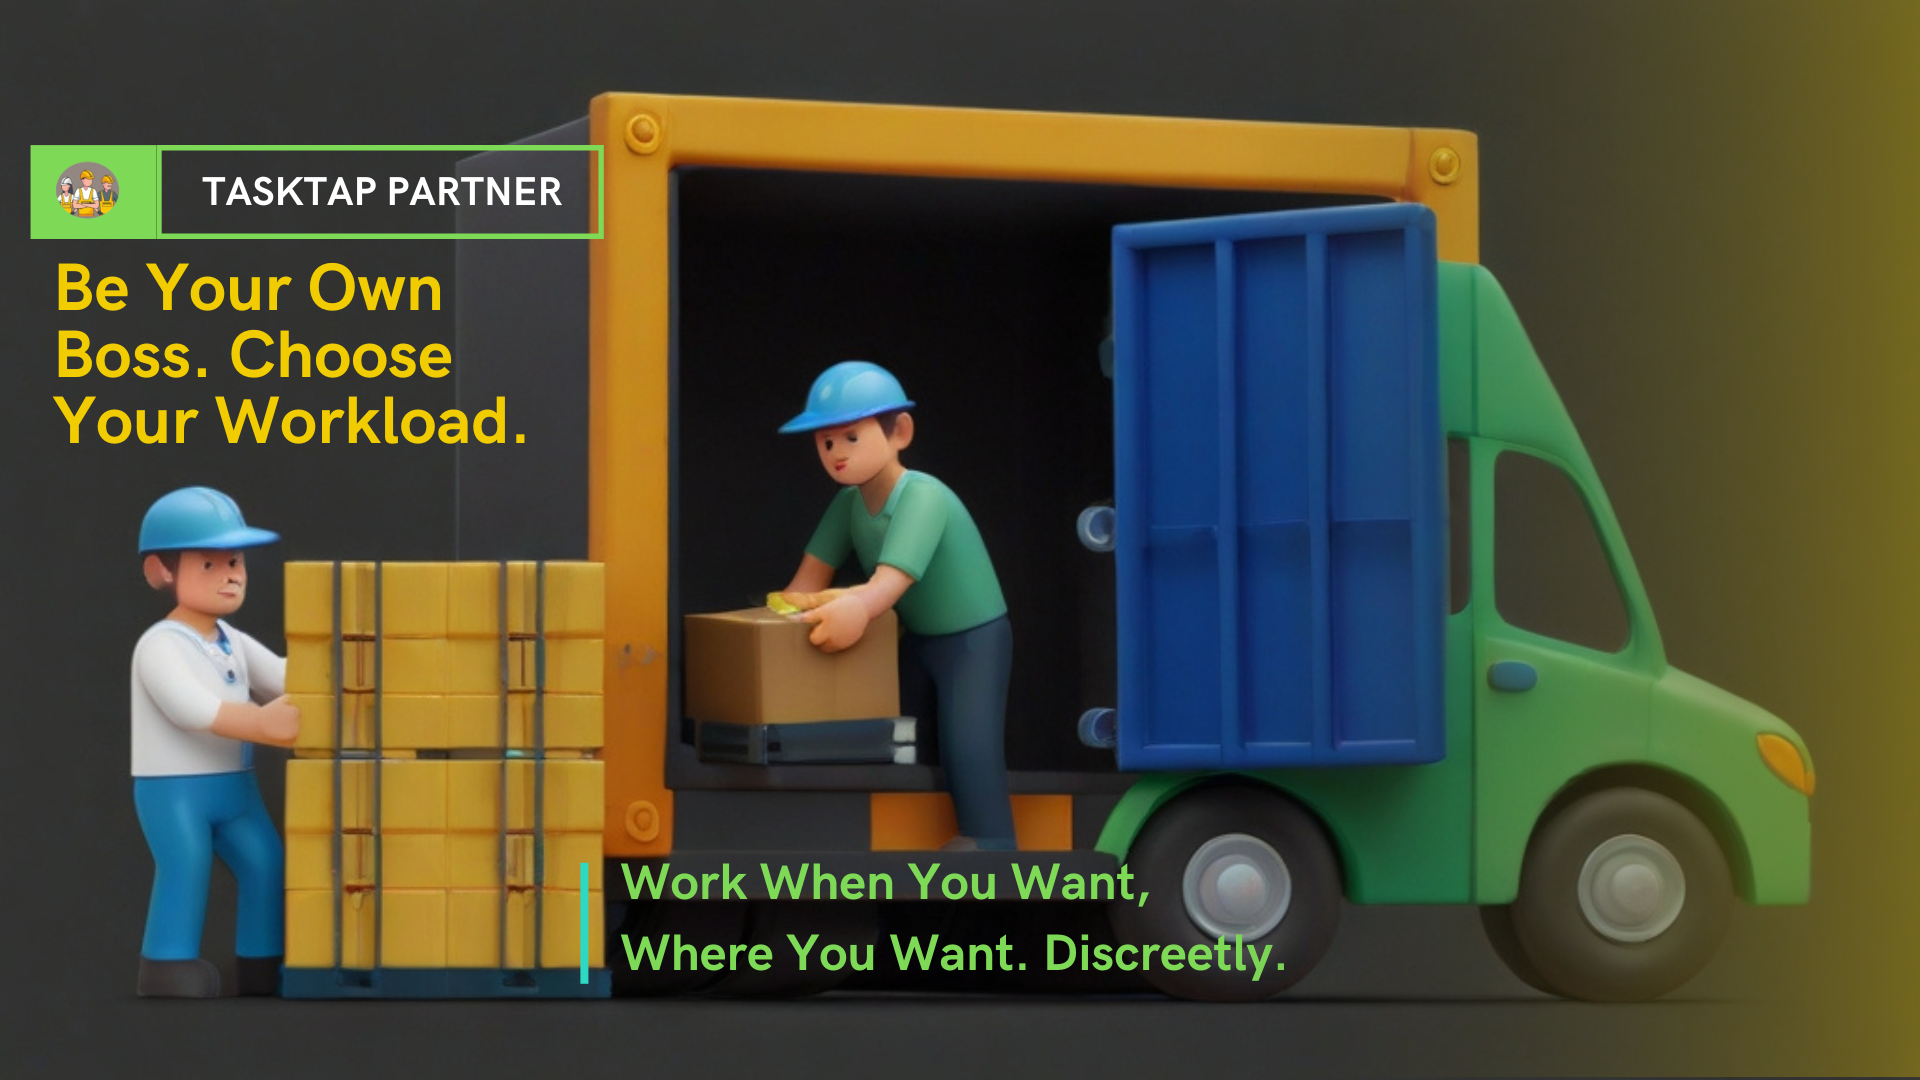 TASKTAP PARTNER
Be Your Own
Boss. Choose
Your Workload.
Work When You Want,
Where You Want. Discreetly.